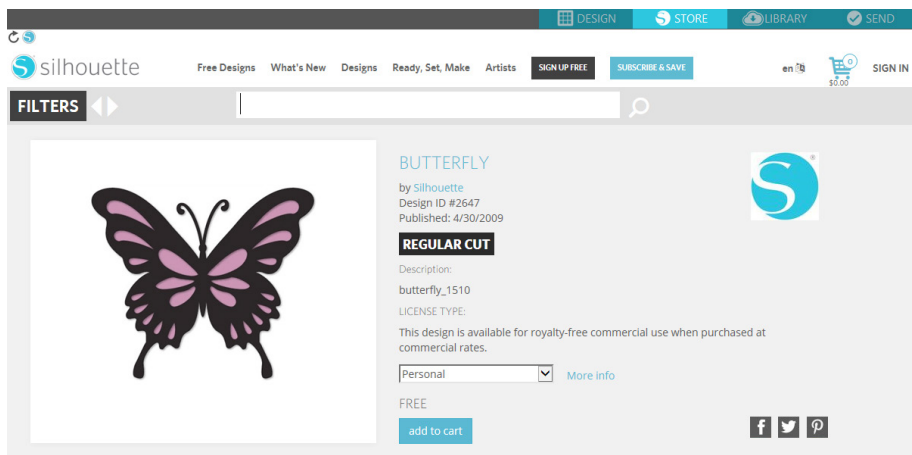 DESIGN STORE LIBRARY SEND
silhouette Free Designs What's New Designs Ready, Set, Make Artists SIGN UP FREE SUBSCRIBE & SAVE en 0 SIGN IN
$0.00
FILTERS
BUTTERFLY
by Silhouette
Design ID #2647
Published: 4/30/2009
REGULAR CUT
Description:
butterfly_1510
LICENSE TYPE:
This design is available for royalty-free commercial use when purchased at
commercial rates.
Personal More info
FREE
add to cart